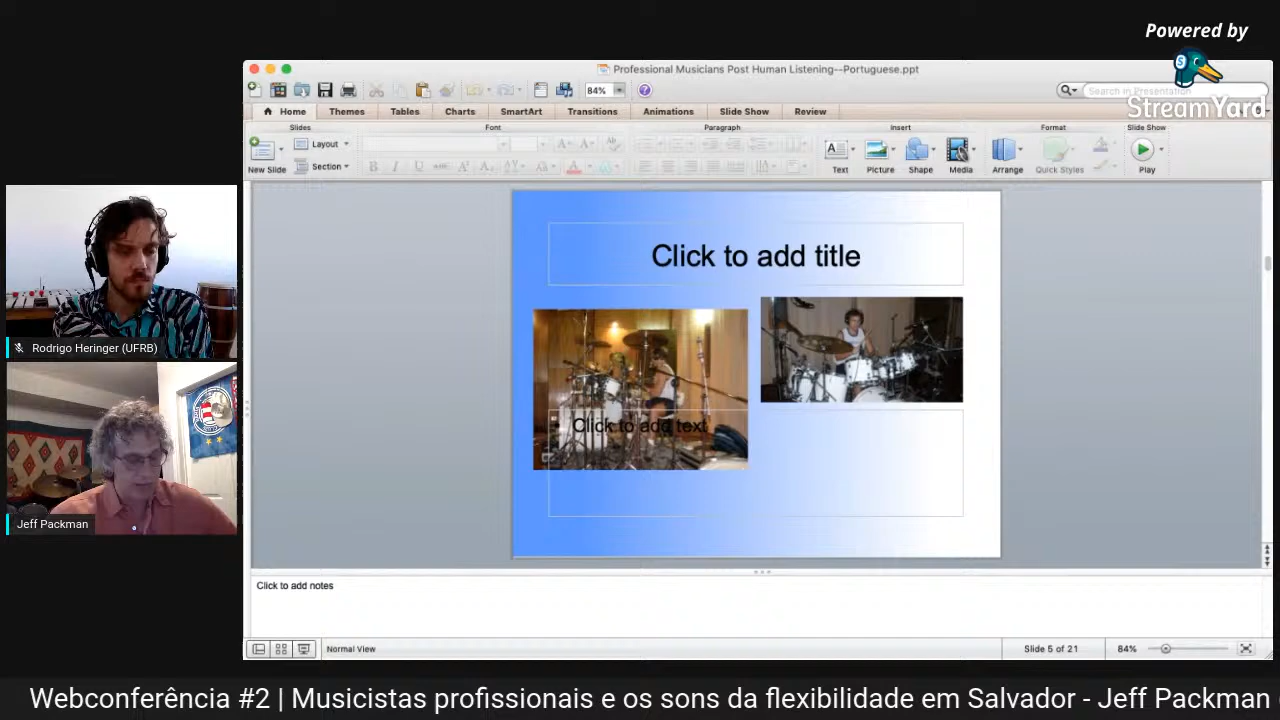 Powered by
StreamYard
Professional Musicians Post Human Listening--Portuguese.ppt
84%
Search in Presentation
Home Themes Tables Charts SmartArt Transitions Animations Slide Show Review
Slides Font Paragraph Insert Format Slide Show
New Slide Layout Section
Text Picture Shape Media Arrange Quick Styles Play
Click to add title
Click to add text
Rodrigo Heringer (UFRB)
Jeff Packman
Click to add notes
Normal View Slide 5 of 21 84%
Webconferência #2 | Musicistas profissionais e os sons da flexibilidade em Salvador - Jeff Packman